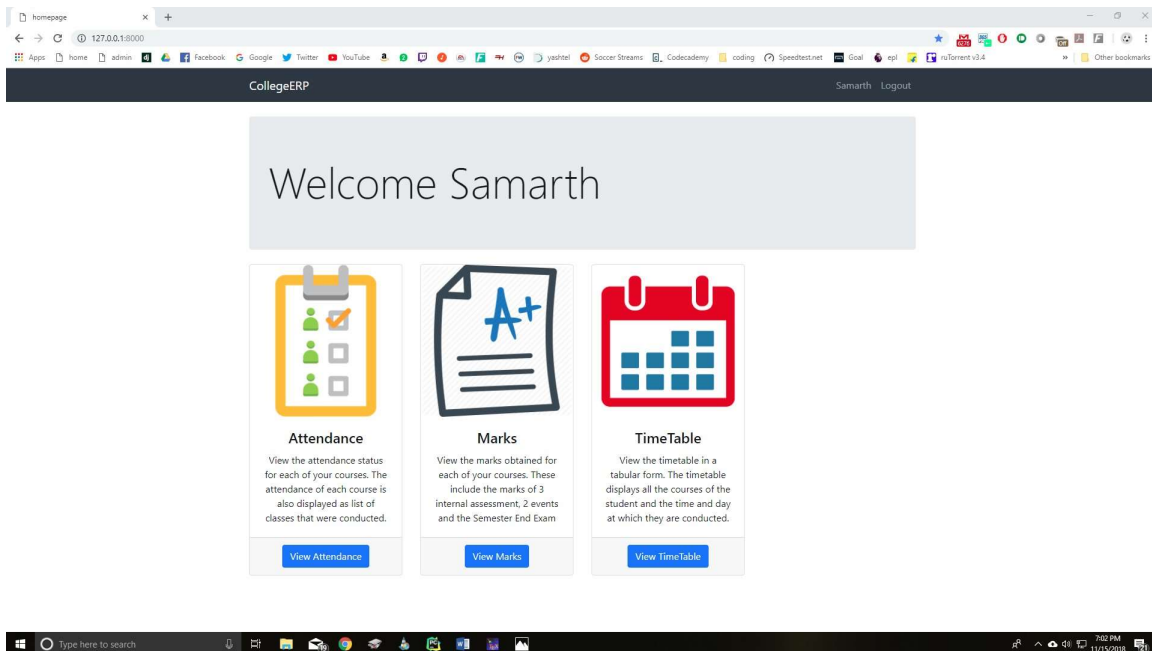 homepage
127.0.0.1:8000
Apps home admin dj Facebook Google Twitter YouTube yashtel Soccer Streams Codecademy coding Speedtest.net Goal epl ruTorrent v3.4 » Other bookmarks
CollegeERP Samarth Logout
Welcome Samarth
A+
Attendance
View the attendance status
for each of your courses. The
attendance of each course is
also displayed as list of
classes that were conducted.
View Attendance
Marks
View the marks obtained for
each of your courses. These
include the marks of 3
internal assessment, 2 events
and the Semester End Exam
View Marks
TimeTable
View the timetable in a
tabular form. The timetable
displays all the courses of the
student and the time and day
at which they are conducted.
View TimeTable
Type here to search
7:02 PM
11/15/2018